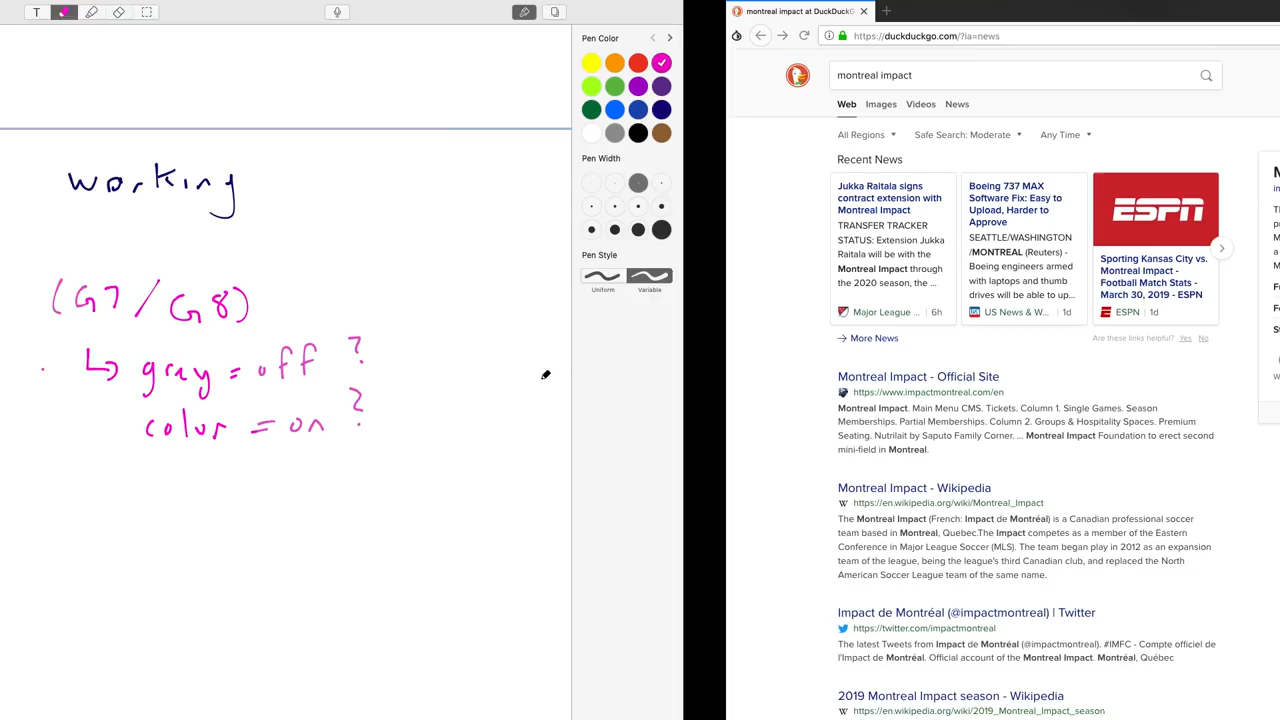 T
working
(G7/G8)
↳ gray = off ?
color = on ?
Pen Color
Pen Width
Pen Style
Uniform
Variable
montreal impact at DuckDuckG
https://duckduckgo.com/?ia=news
montreal impact
Web Images Videos News
All Regions Safe Search: Moderate Any Time
Recent News
Jukka Raitala signs
contract extension with
Montreal Impact
TRANSFER TRACKER
STATUS: Extension Jukka
Raitala will be with the
Montreal Impact through
the 2020 season, the ...
Major League ... 6h
Boeing 737 MAX
Software Fix: Easy to
Upload, Harder to
Approve
SEATTLE/WASHINGTON
/MONTREAL (Reuters) -
Boeing engineers armed
with laptops and thumb
drives will be able to up...
US News & W... 1d
ESPN
Sporting Kansas City vs.
Montreal Impact -
Football Match Stats -
March 30, 2019 - ESPN
ESPN 1d
More News
Are these links helpful? Yes No
Montreal Impact - Official Site
https://www.impactmontreal.com/en
Montreal Impact. Main Menu CMS. Tickets. Column 1. Single Games. Season
Memberships. Partial Memberships. Column 2. Groups & Hospitality Spaces. Premium
Seating. Nutrilait by Saputo Family Corner. ... Montreal Impact Foundation to erect second
mini-field in Montreal.
Montreal Impact - Wikipedia
W https://en.wikipedia.org/wiki/Montreal_Impact
The Montreal Impact (French: Impact de Montréal) is a Canadian professional soccer
team based in Montreal, Quebec.The Impact competes as a member of the Eastern
Conference in Major League Soccer (MLS). The team began play in 2012 as an expansion
team of the league, being the league's third Canadian club, and replaced the North
American Soccer League team of the same name.
Impact de Montréal (@impactmontreal) | Twitter
https://twitter.com/impactmontreal
The latest Tweets from Impact de Montréal (@impactmontreal). #IMFC - Compte officiel de
l'Impact de Montréal. Official account of the Montreal Impact. Montréal, Québec
2019 Montreal Impact season - Wikipedia
W https://en.wikipedia.org/wiki/2019_Montreal_Impact_season